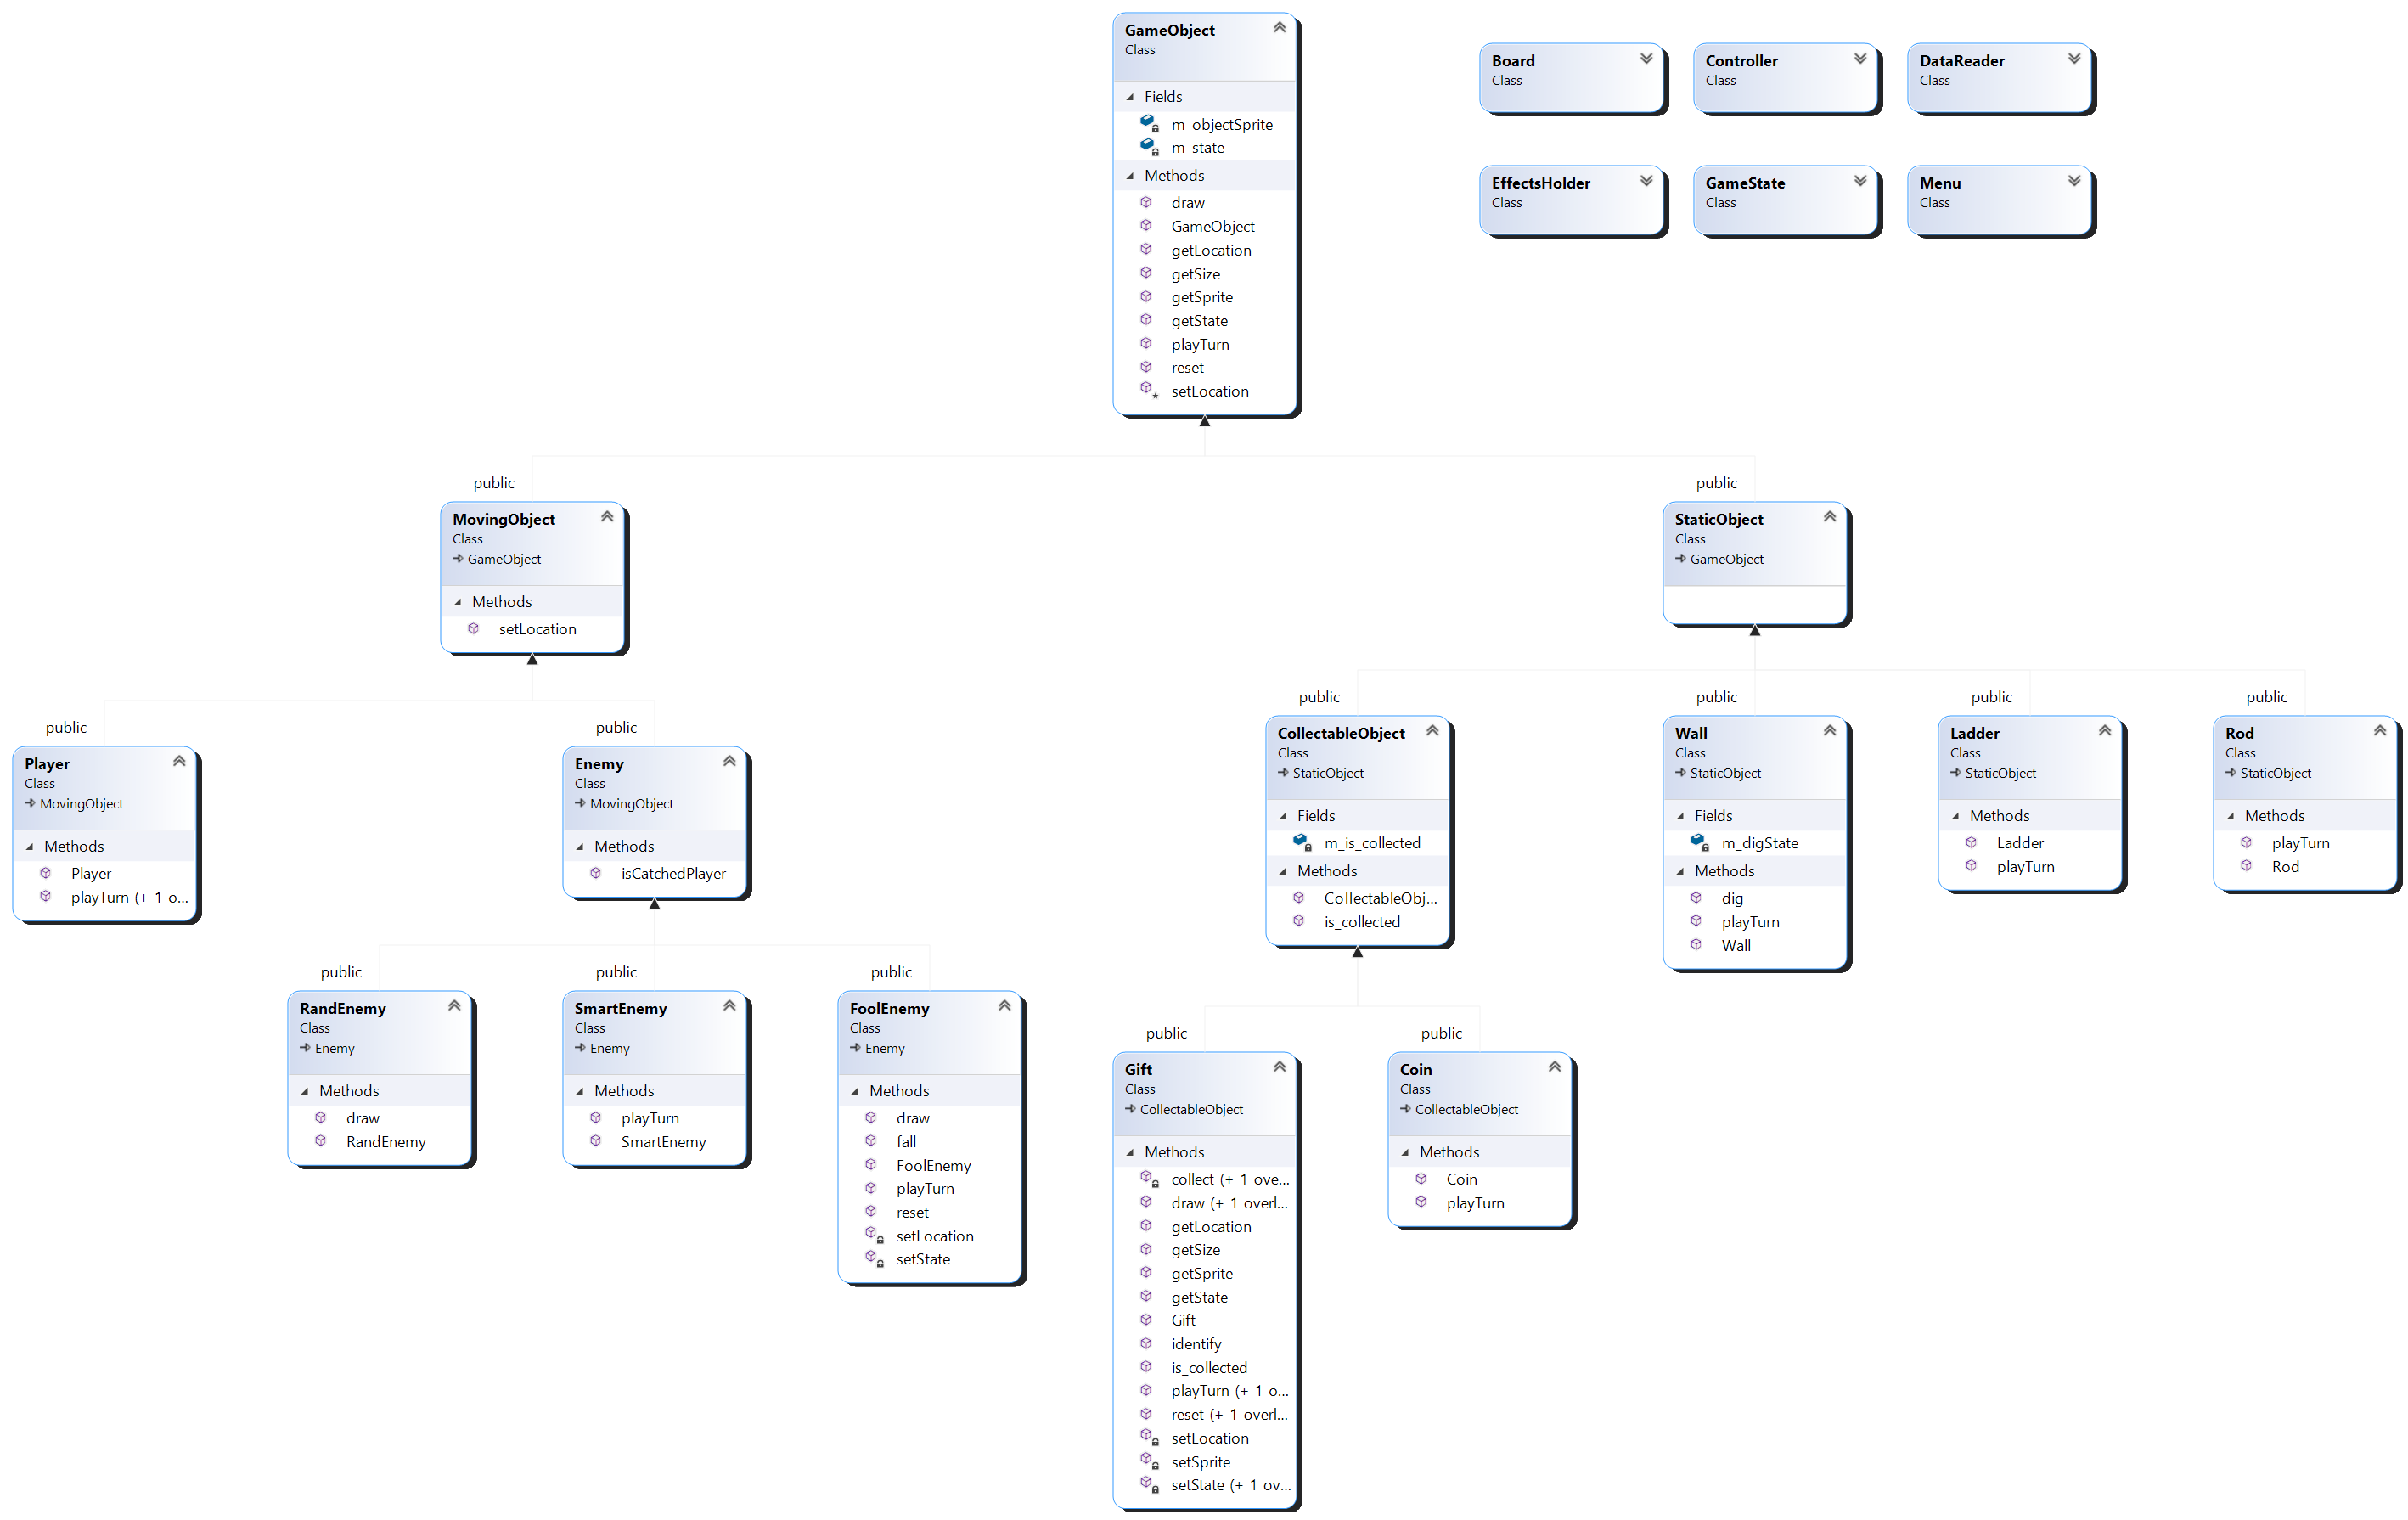 GameObject
Class
Fields
m_objectSprite
m_state
Methods
draw
GameObject
getLocation
getSize
getSprite
getState
playTurn
reset
setLocation
Board
Class
Controller
Class
DataReader
Class
EffectsHolder
Class
GameState
Class
Menu
Class
public
MovingObject
Class
GameObject
Methods
setLocation
public
StaticObject
Class
GameObject
public
Player
Class
MovingObject
Methods
Player
playTurn (+ 1 o...
public
Enemy
Class
MovingObject
Methods
isCatchedPlayer
public
CollectableObject
Class
StaticObject
Fields
m_is_collected
Methods
CollectableObj...
is_collected
public
Wall
Class
StaticObject
Fields
m_digState
Methods
dig
playTurn
Wall
public
Ladder
Class
StaticObject
Methods
Ladder
playTurn
public
Rod
Class
StaticObject
Methods
playTurn
Rod
public
RandEnemy
Class
Enemy
Methods
draw
RandEnemy
public
SmartEnemy
Class
Enemy
Methods
playTurn
SmartEnemy
public
FoolEnemy
Class
Enemy
Methods
draw
fall
FoolEnemy
playTurn
reset
setLocation
setState
public
Gift
Class
CollectableObject
Methods
collect (+ 1 ove...
draw (+ 1 overl...
getLocation
getSize
getSprite
getState
Gift
identify
is_collected
playTurn (+ 1 o...
reset (+ 1 overl...
setLocation
setSprite
setState (+ 1 ov...
public
Coin
Class
CollectableObject
Methods
Coin
playTurn